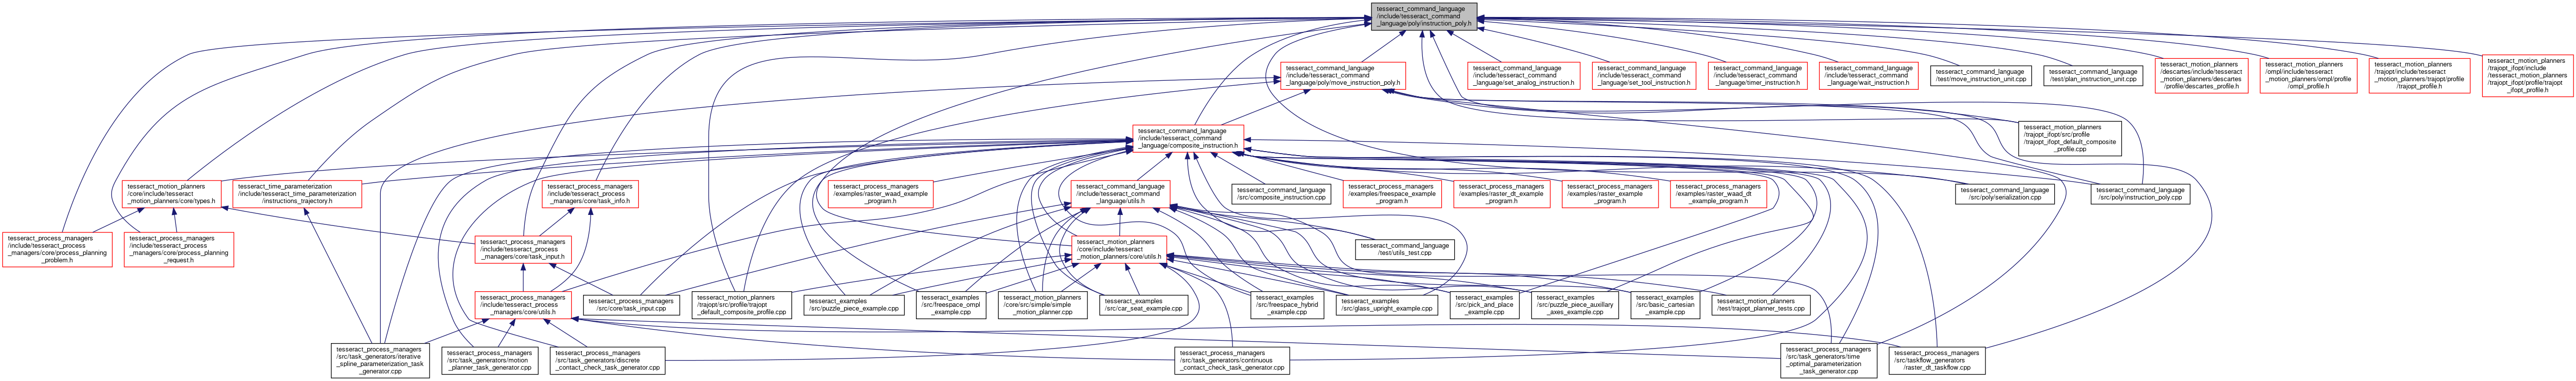 tesseract_command_language
/include/tesseract_command
_language/poly/instruction_poly.h
tesseract_command_language
/include/tesseract_command
_language/poly/move_instruction_poly.h
tesseract_command_language
/include/tesseract_command
_language/set_analog_instruction.h
tesseract_command_language
/include/tesseract_command
_language/set_tool_instruction.h
tesseract_command_language
/include/tesseract_command
_language/timer_instruction.h
tesseract_command_language
/include/tesseract_command
_language/wait_instruction.h
tesseract_command_language
/test/move_instruction_unit.cpp
tesseract_command_language
/test/plan_instruction_unit.cpp
tesseract_motion_planners
/descartes/include/tesseract
_motion_planners/descartes
/profile/descartes_profile.h
tesseract_motion_planners
/ompl/include/tesseract
_motion_planners/ompl/profile
/ompl_profile.h
tesseract_motion_planners
/trajopt/include/tesseract
_motion_planners/trajopt/profile
/trajopt_profile.h
tesseract_motion_planners
/trajopt_ifopt/include
/tesseract_motion_planners
/trajopt_ifopt/profile/trajopt
_ifopt_profile.h
tesseract_command_language
/include/tesseract_command
_language/composite_instruction.h
tesseract_motion_planners
/trajopt_ifopt/src/profile
/trajopt_ifopt_default_composite
_profile.cpp
tesseract_motion_planners
/core/include/tesseract
_motion_planners/core/types.h
tesseract_time_parameterization
/include/tesseract_time_parameterization
/instructions_trajectory.h
tesseract_process_managers
/include/tesseract_process
_managers/core/task_info.h
tesseract_process_managers
/examples/raster_waad_example
_program.h
tesseract_command_language
/include/tesseract_command
_language/utils.h
tesseract_command_language
/src/composite_instruction.cpp
tesseract_process_managers
/examples/freespace_example
_program.h
tesseract_process_managers
/examples/raster_dt_example
_program.h
tesseract_process_managers
/examples/raster_example
_program.h
tesseract_process_managers
/examples/raster_waad_dt
_example_program.h
tesseract_command_language
/src/poly/serialization.cpp
tesseract_command_language
/src/poly/instruction_poly.cpp
tesseract_process_managers
/include/tesseract_process
_managers/core/process_planning
_problem.h
tesseract_process_managers
/include/tesseract_process
_managers/core/process_planning
_request.h
tesseract_process_managers
/include/tesseract_process
_managers/core/task_input.h
tesseract_motion_planners
/core/include/tesseract
_motion_planners/core/utils.h
tesseract_command_language
/test/utils_test.cpp
tesseract_process_managers
/include/tesseract_process
_managers/core/utils.h
tesseract_process_managers
/src/core/task_input.cpp
tesseract_motion_planners
/trajopt/src/profile/trajopt
_default_composite_profile.cpp
tesseract_examples
/src/puzzle_piece_example.cpp
tesseract_examples
/src/freespace_ompl
_example.cpp
tesseract_motion_planners
/core/src/simple/simple
_motion_planner.cpp
tesseract_examples
/src/car_seat_example.cpp
tesseract_examples
/src/freespace_hybrid
_example.cpp
tesseract_examples
/src/glass_upright_example.cpp
tesseract_examples
/src/pick_and_place
_example.cpp
tesseract_examples
/src/puzzle_piece_auxillary
_axes_example.cpp
tesseract_examples
/src/basic_cartesian
_example.cpp
tesseract_motion_planners
/test/trajopt_planner_tests.cpp
tesseract_process_managers
/src/task_generators/iterative
_spline_parameterization_task
_generator.cpp
tesseract_process_managers
/src/task_generators/motion
_planner_task_generator.cpp
tesseract_process_managers
/src/task_generators/discrete
_contact_check_task_generator.cpp
tesseract_process_managers
/src/task_generators/continuous
_contact_check_task_generator.cpp
tesseract_process_managers
/src/task_generators/time
_optimal_parameterization
_task_generator.cpp
tesseract_process_managers
/src/taskflow_generators
/raster_dt_taskflow.cpp